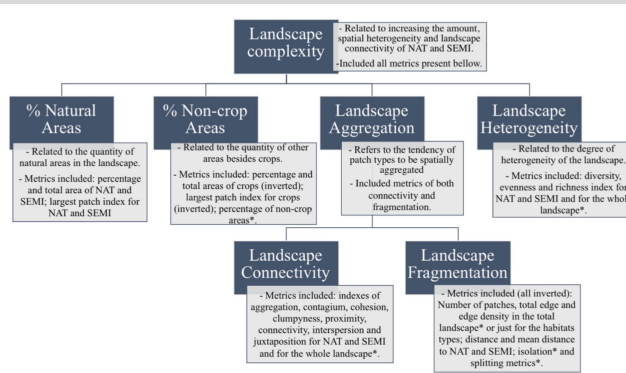 Landscape
complexity
- Related to increasing the amount,
spatial heterogeneity and landscape
connectivity of NAT and SEMI.
-Included all metrics present bellow.
% Natural
Areas
- Related to the quantity of
natural areas in the landscape.
- Metrics included: percentage
and total area of NAT and
SEMI; largest patch index for
NAT and SEMI
% Non-crop
Areas
- Related to the quantity of other
areas besides crops.
- Metrics included: percentage and
total areas of crops (inverted);
largest patch index for crops
(inverted); percentage of non-crop
areas*.
Landscape
Aggregation
- Refers to the tendency of
patch types to be spatially
aggregated
- Included metrics of both
connectivity and
fragmentation.
Landscape
Heterogeneity
- Related to the degree of
heterogeneity of the landscape.
- Metrics included: diversity,
evenness and richness index for
NAT and SEMI and for the whole
landscape*.
Landscape
Connectivity
- Metrics included: indexes of
aggregation, contagium, cohesion,
clumpyness, proximity,
connectivity, interspersion and
juxtaposition for NAT and SEMI
and for the whole landscape*.
Landscape
Fragmentation
- Metrics included (all inverted):
Number of patches, total edge and
edge density in the total
landscape* or just for the habitats
types; distance and mean distance
to NAT and SEMI; isolation* and
splitting metrics*.